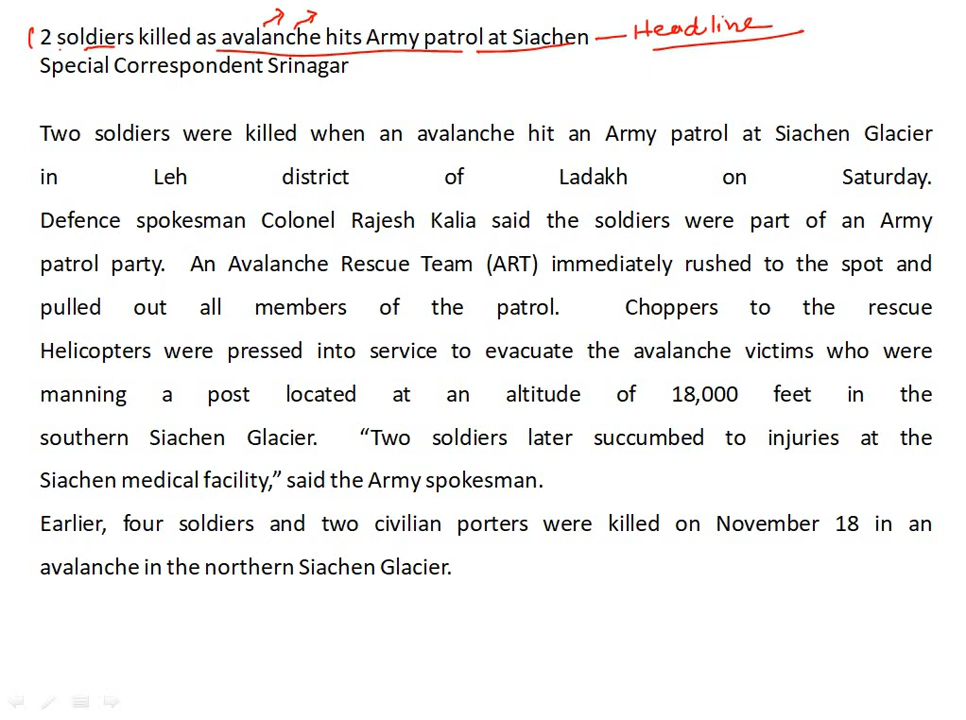 2 soldiers killed as avalanche hits Army patrol at Siachen — Headline
Special Correspondent Srinagar
Two soldiers were killed when an avalanche hit an Army patrol at Siachen Glacier
in Leh district of Ladakh on Saturday.
Defence spokesman Colonel Rajesh Kalia said the soldiers were part of an Army
patrol party. An Avalanche Rescue Team (ART) immediately rushed to the spot and
pulled out all members of the patrol. Choppers to the rescue
Helicopters were pressed into service to evacuate the avalanche victims who were
manning a post located at an altitude of 18,000 feet in the
southern Siachen Glacier. “Two soldiers later succumbed to injuries at the
Siachen medical facility,” said the Army spokesman.
Earlier, four soldiers and two civilian porters were killed on November 18 in an
avalanche in the northern Siachen Glacier.